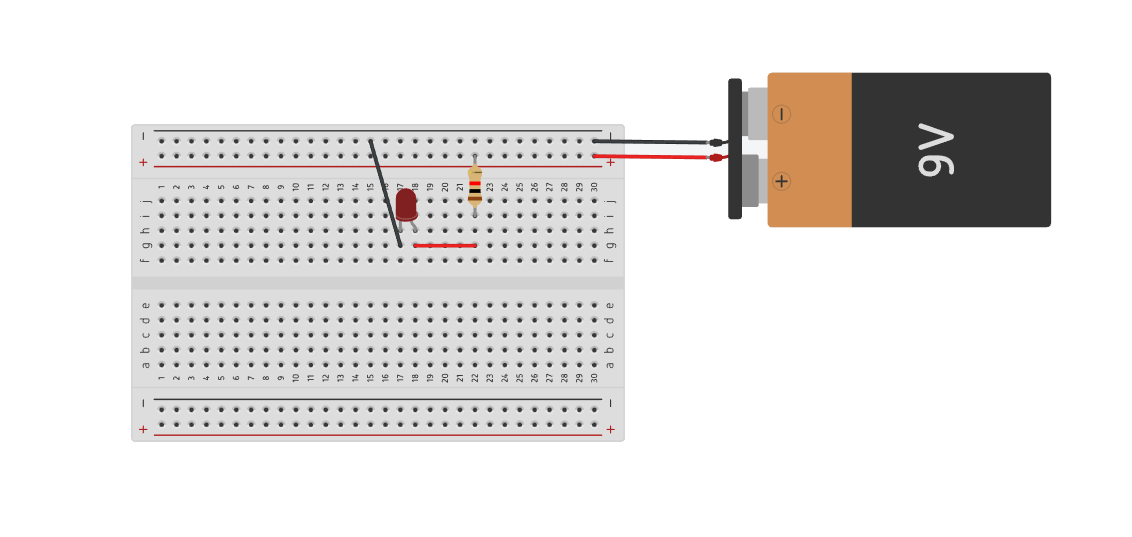 − −
+ +
1 2 3 4 5 6 7 8 9 10 11 12 13 14 15 16 17 18 19 20 21 22 23 24 25 26 27 28 29 30
j j
i i
h h
g g
f f
e e
d d
c c
b b
a a
1 2 3 4 5 6 7 8 9 10 11 12 13 14 15 16 17 18 19 20 21 22 23 24 25 26 27 28 29 30
− −
+ +
−
+
9V